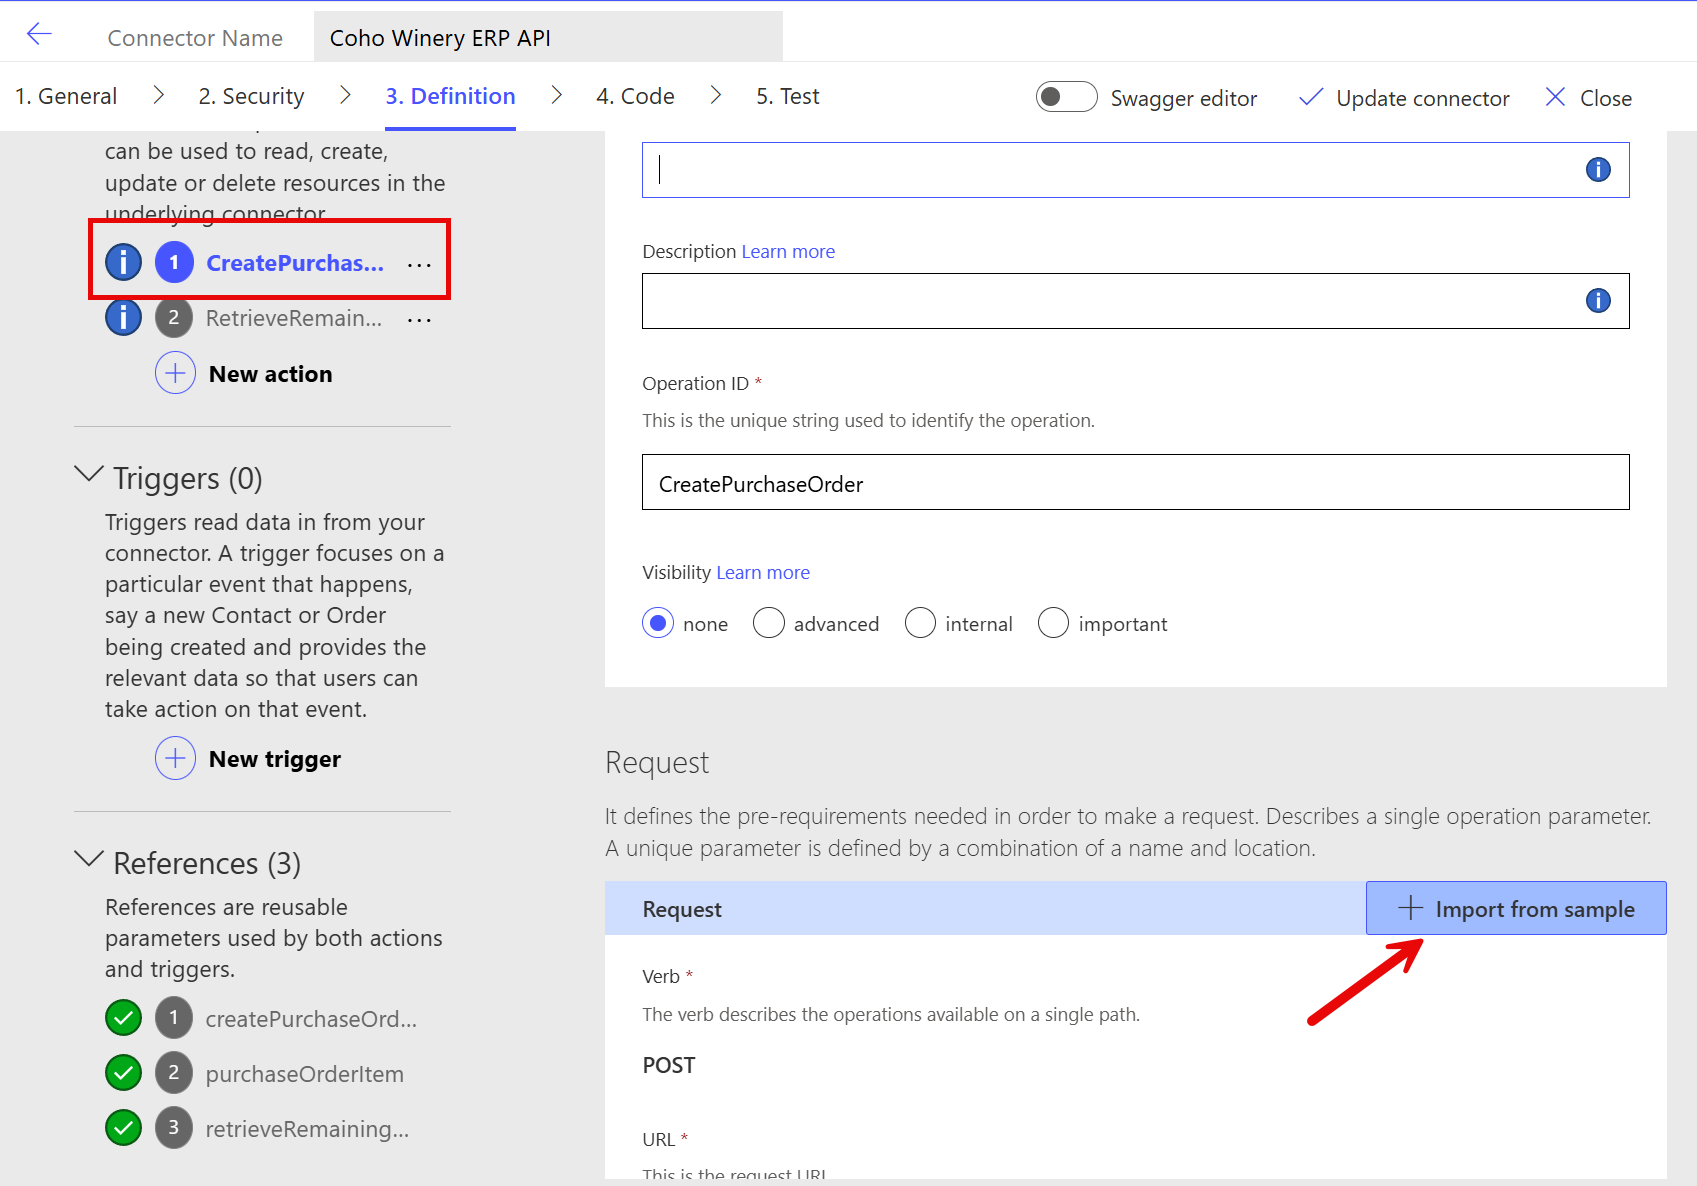 Connector Name
Coho Winery ERP API
1. General
2. Security
3. Definition
4. Code
5. Test
Swagger editor
Update connector
Close
can be used to read, create,
update or delete resources in the
underlying connector.
1 CreatePurchas... ...
2 RetrieveRemain... ...
New action
Triggers (0)
Triggers read data in from your
connector. A trigger focuses on a
particular event that happens,
say a new Contact or Order
being created and provides the
relevant data so that users can
take action on that event.
New trigger
References (3)
References are reusable
parameters used by both actions
and triggers.
1 createPurchaseOrd...
2 purchaseOrderItem
3 retrieveRemaining...
Description Learn more
Operation ID *
This is the unique string used to identify the operation.
CreatePurchaseOrder
Visibility Learn more
none
advanced
internal
important
Request
It defines the pre-requirements needed in order to make a request. Describes a single operation parameter.
A unique parameter is defined by a combination of a name and location.
Request
Import from sample
Verb *
The verb describes the operations available on a single path.
POST
URL *
This is the request URL